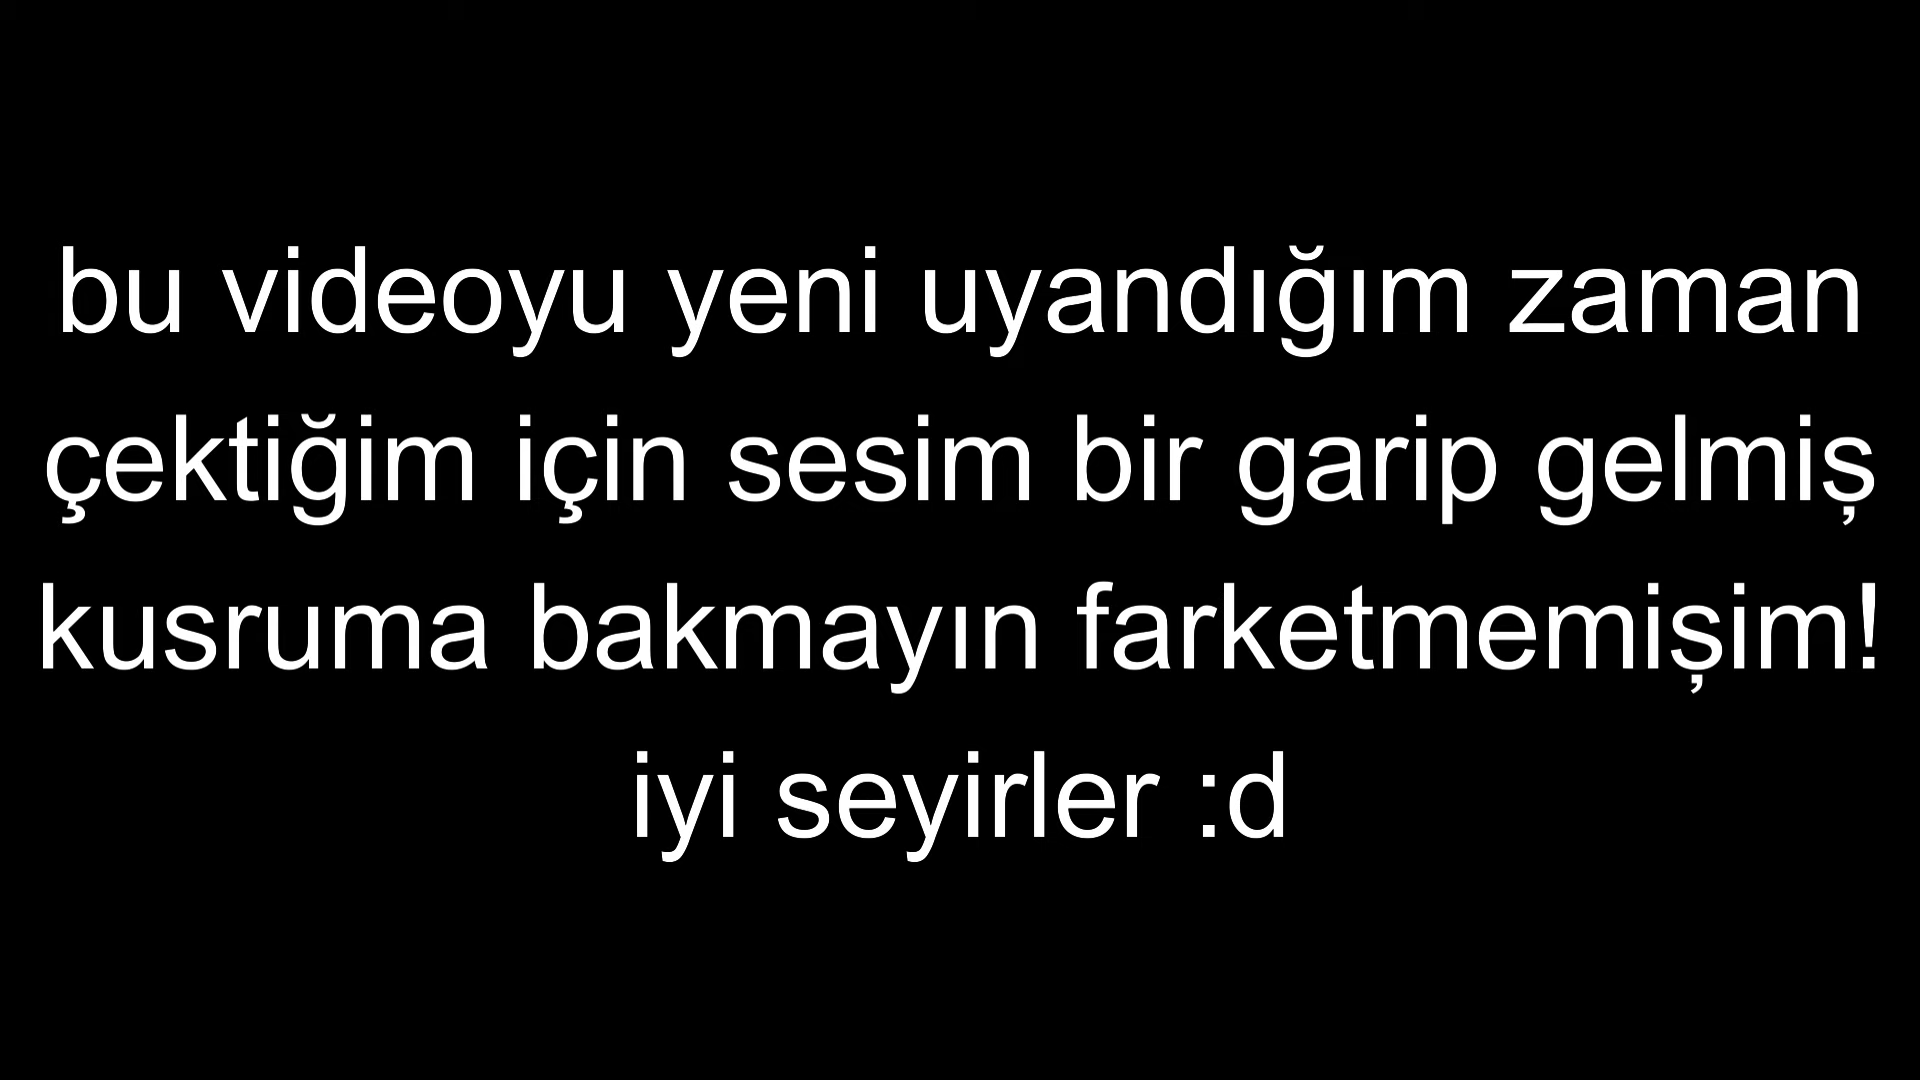 bu videoyu yeni uyandığım zaman
çektiğim için sesim bir garip gelmiş
kusruma bakmayın farketmemişim!
iyi seyirler :d